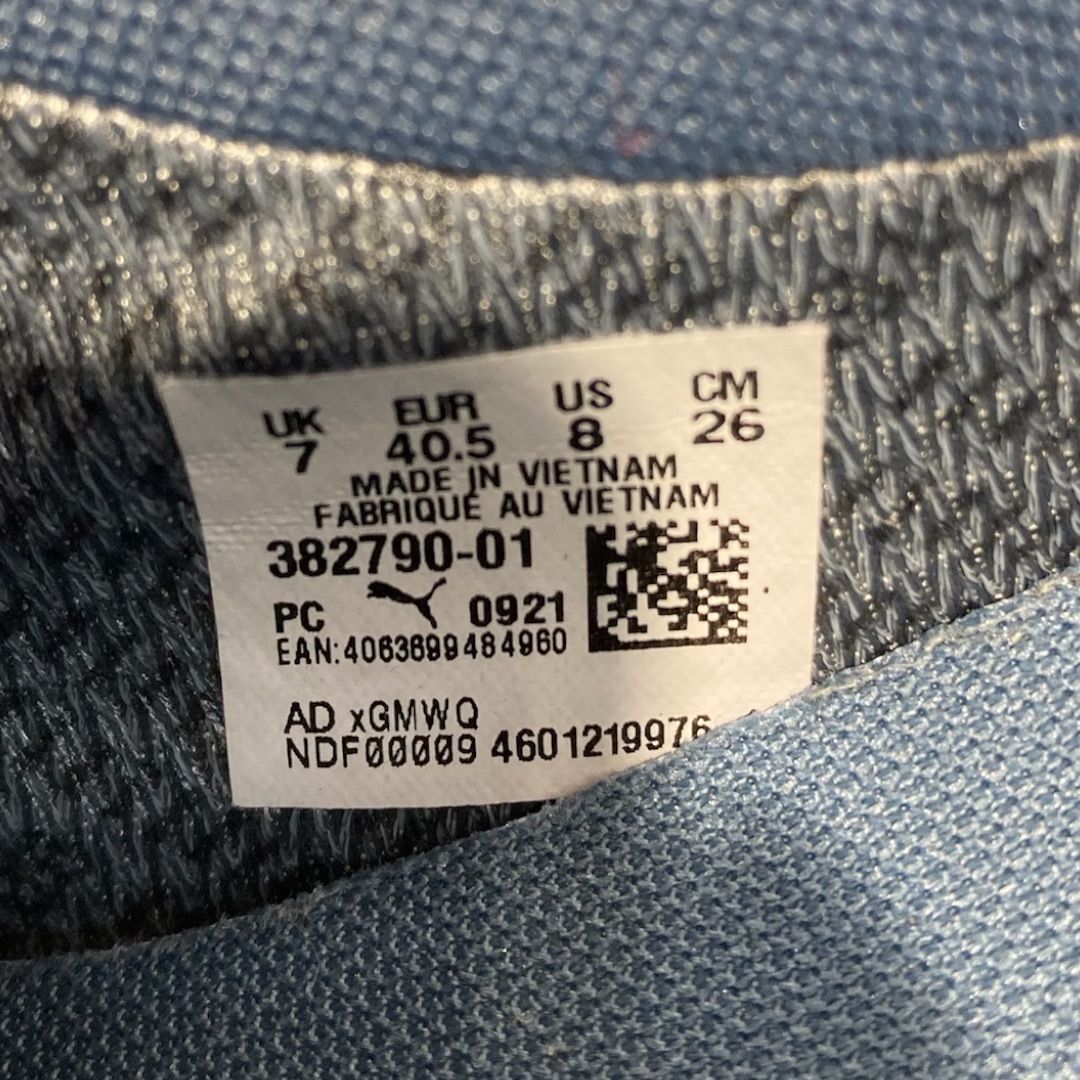 UK EUR US CM
7 40.5 8 26
MADE IN VIETNAM
FABRIQUE AU VIETNAM
382790-01
PC 0921
EAN:4063699484960
AD xGMWQ
NDF00009 4601219976